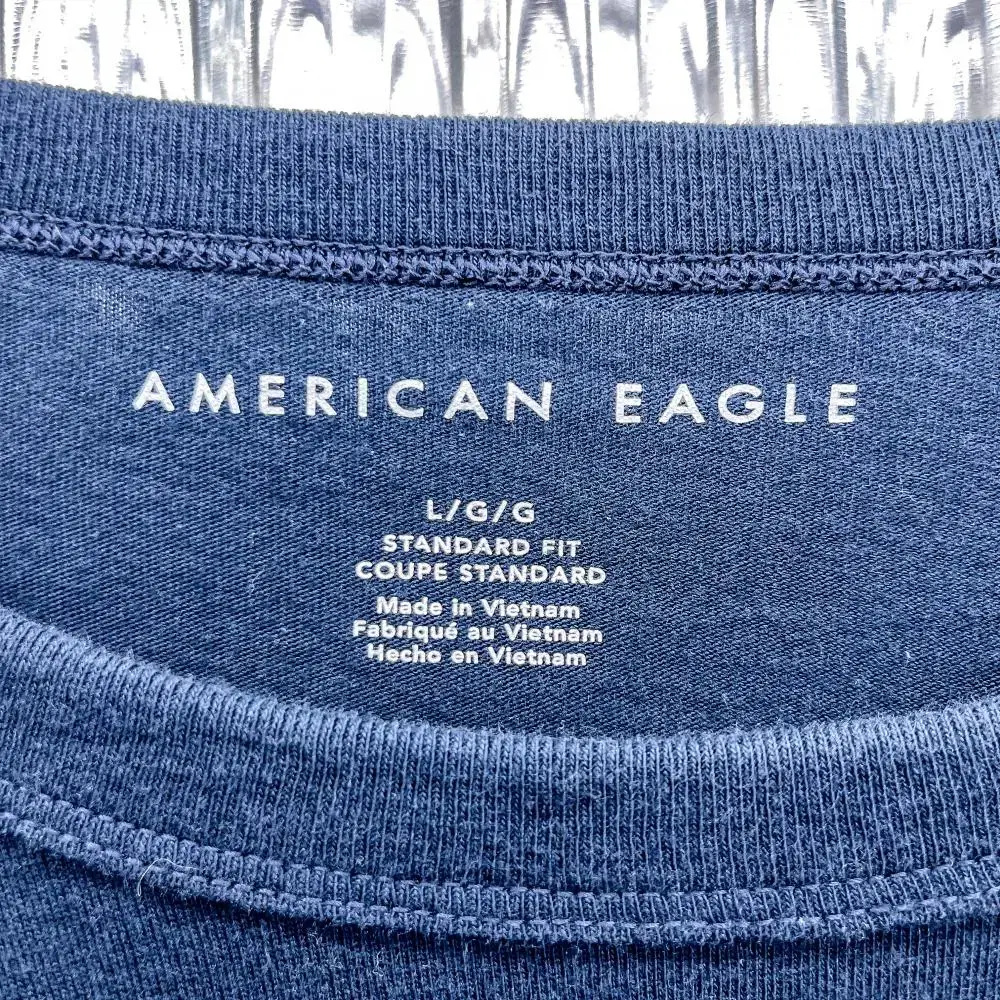 AMERICAN EAGLE
L/G/G
STANDARD FIT
COUPE STANDARD
Made in Vietnam
Fabriqué au Vietnam
Hecho en Vietnam